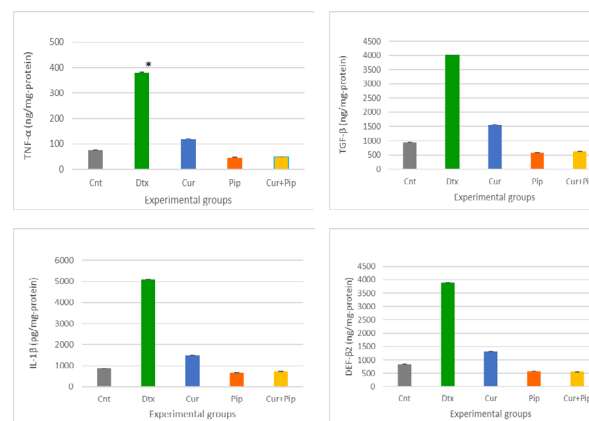 500
400
300
200
100
0
TNF-α (ng/mg-protein)
*
Cnt Dtx Cur Pip Cur+Pip
Experimental groups
4500
4000
3500
3000
2500
2000
1500
1000
500
0
TGF-β (ng/mg-protein)
Cnt Dtx Cur Pip Cur+Pip
Experimental groups
6000
5000
4000
3000
2000
1000
0
IL-1β (pg/mg-protein)
Cnt Dtx Cur Pip Cur+Pip
Experimental groups
4500
4000
3500
3000
2500
2000
1500
1000
500
0
DEF-β2 (ng/mg-protein)
Cnt Dtx Cur Pip Cur+Pip
Experimental groups